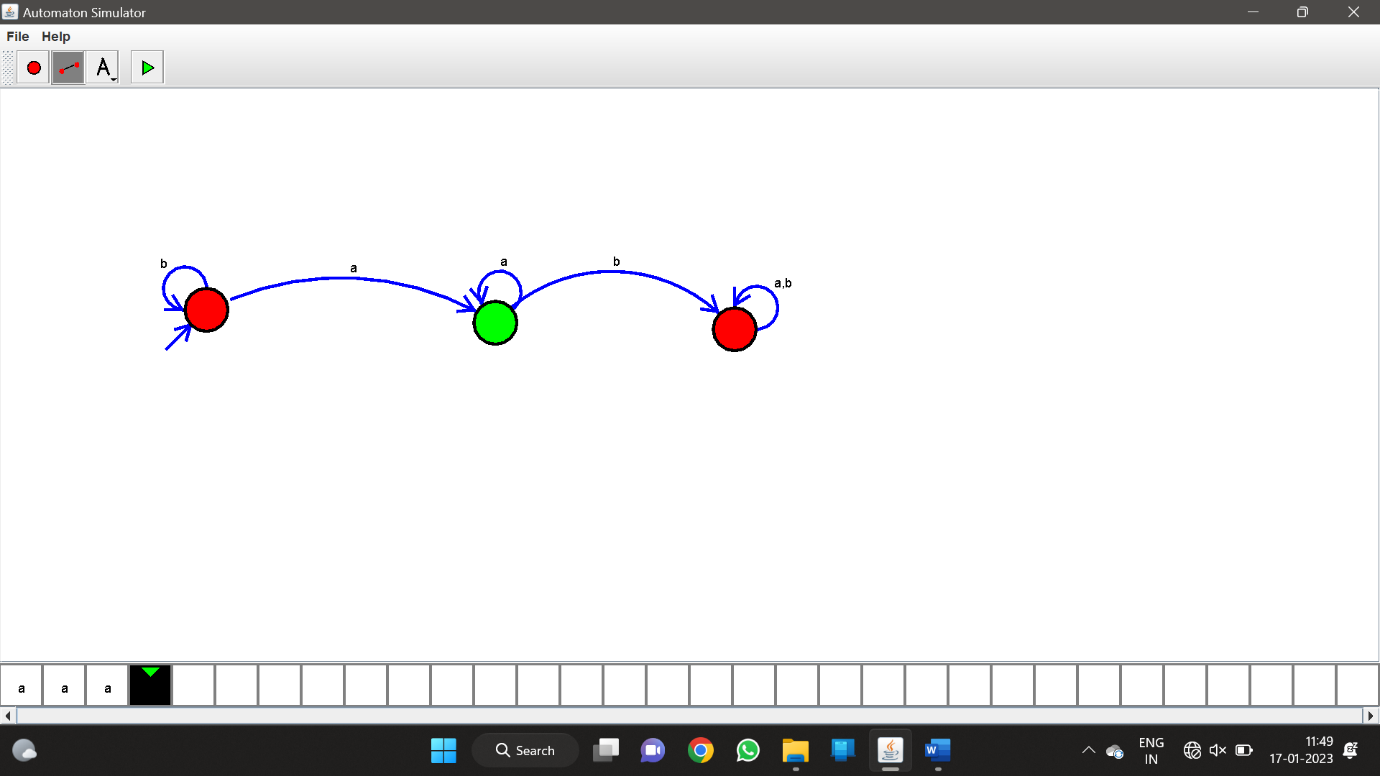 Automaton Simulator
File Help
A
b
a
a
b
a,b
a a a
Search
ENG
IN
11:49
17-01-2023